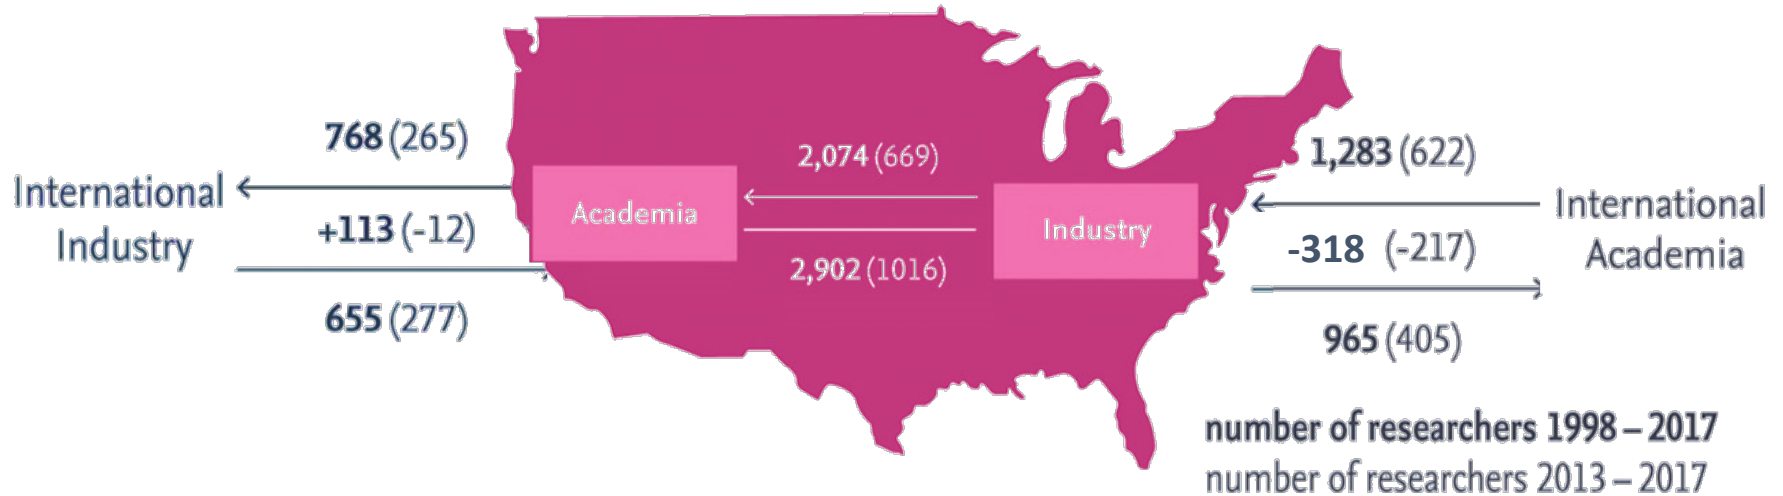 768 (265)
International
Industry
+113 (-12)
655 (277)
Academia
2,074 (669)
2,902 (1016)
Industry
1,283 (622)
International
Academia
-318 (-217)
965 (405)
number of researchers 1998 – 2017
number of researchers 2013 – 2017